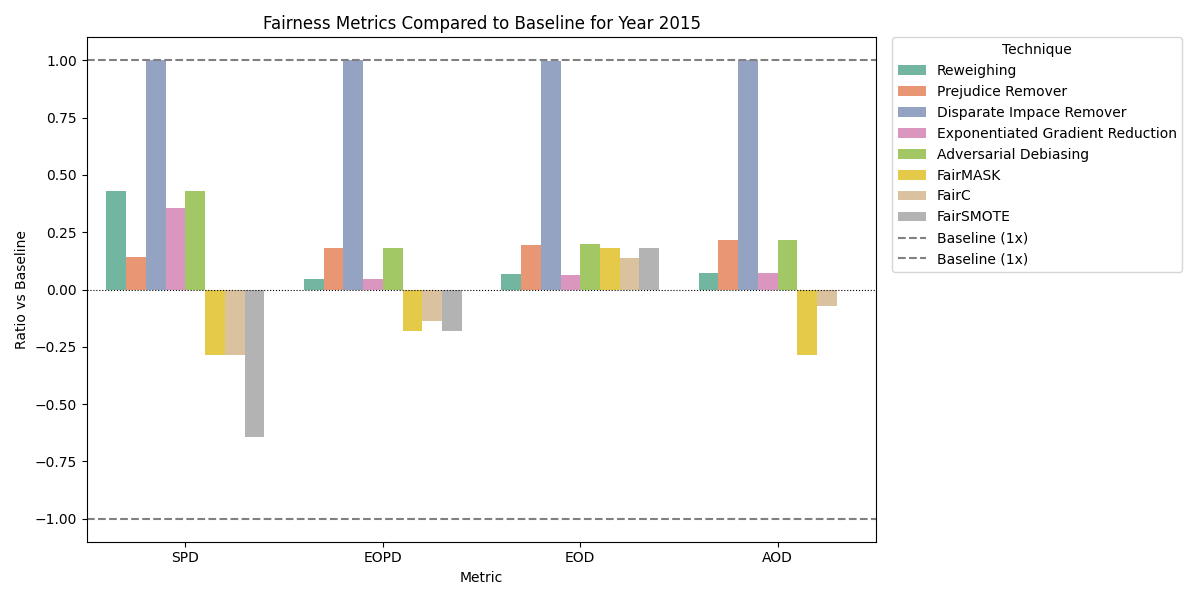 Fairness Metrics Compared to Baseline for Year 2015
Ratio vs Baseline
1.00
0.75
0.50
0.25
0.00
−0.25
−0.50
−0.75
−1.00
SPD
EOPD
EOD
AOD
Metric
Technique
Reweighing
Prejudice Remover
Disparate Impace Remover
Exponentiated Gradient Reduction
Adversarial Debiasing
FairMASK
FairC
FairSMOTE
Baseline (1x)
Baseline (1x)